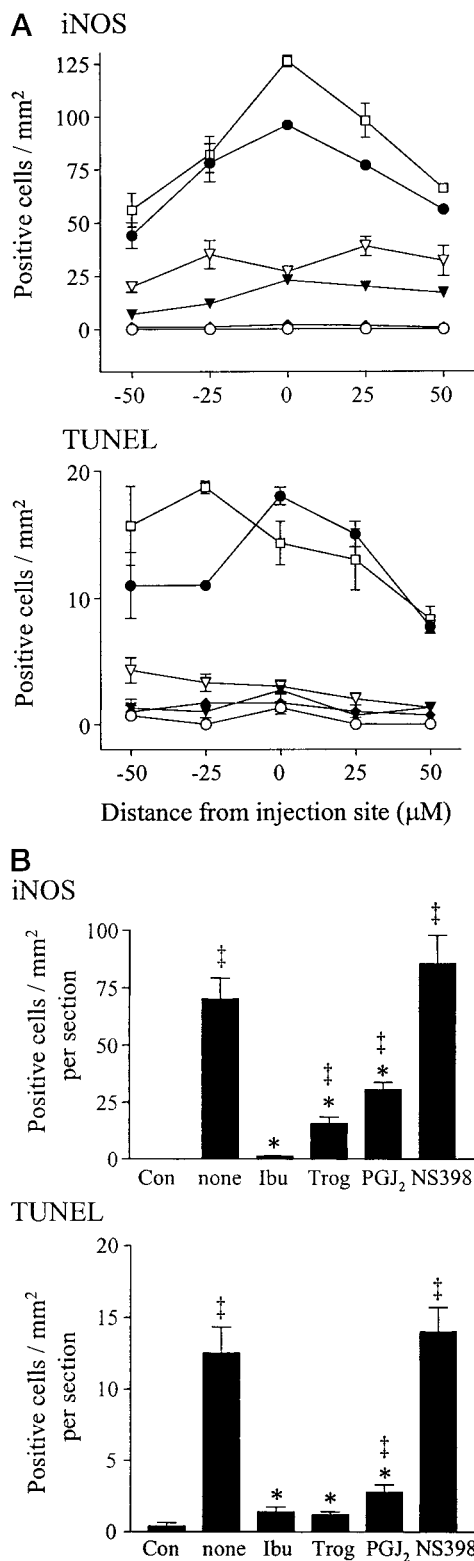 A
iNOS
Positive cells / mm²
125
100
75
50
25
0
-50 -25 0 25 50
TUNEL
Positive cells / mm²
20
10
0
-50 -25 0 25 50
Distance from injection site (μM)
B
iNOS
Positive cells / mm²
per section
100
75
50
25
0
‡ * ‡ * ‡ * ‡
Con none Ibu Trog PGJ₂ NS398
TUNEL
Positive cells / mm²
per section
15
10
5
0
‡ * * ‡ * ‡
Con none Ibu Trog PGJ₂ NS398